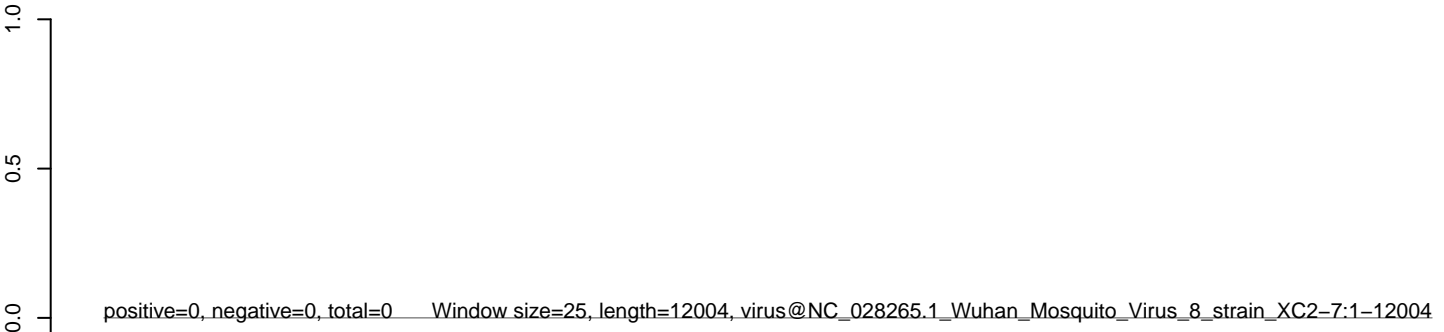 1.0
0.5
0.0
positive=0, negative=0, total=0 Window size=25, length=12004, virus@NC_028265.1_Wuhan_Mosquito_Virus_8_strain_XC2−7:1−12004